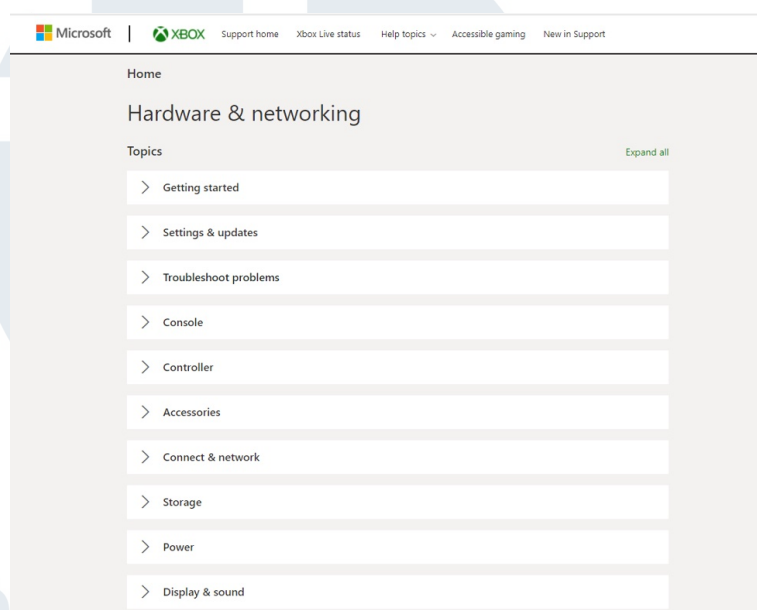 Microsoft XBOX Support home Xbox Live status Help topics Accessible gaming New in Support
Home
Hardware & networking
Topics Expand all
Getting started
Settings & updates
Troubleshoot problems
Console
Controller
Accessories
Connect & network
Storage
Power
Display & sound